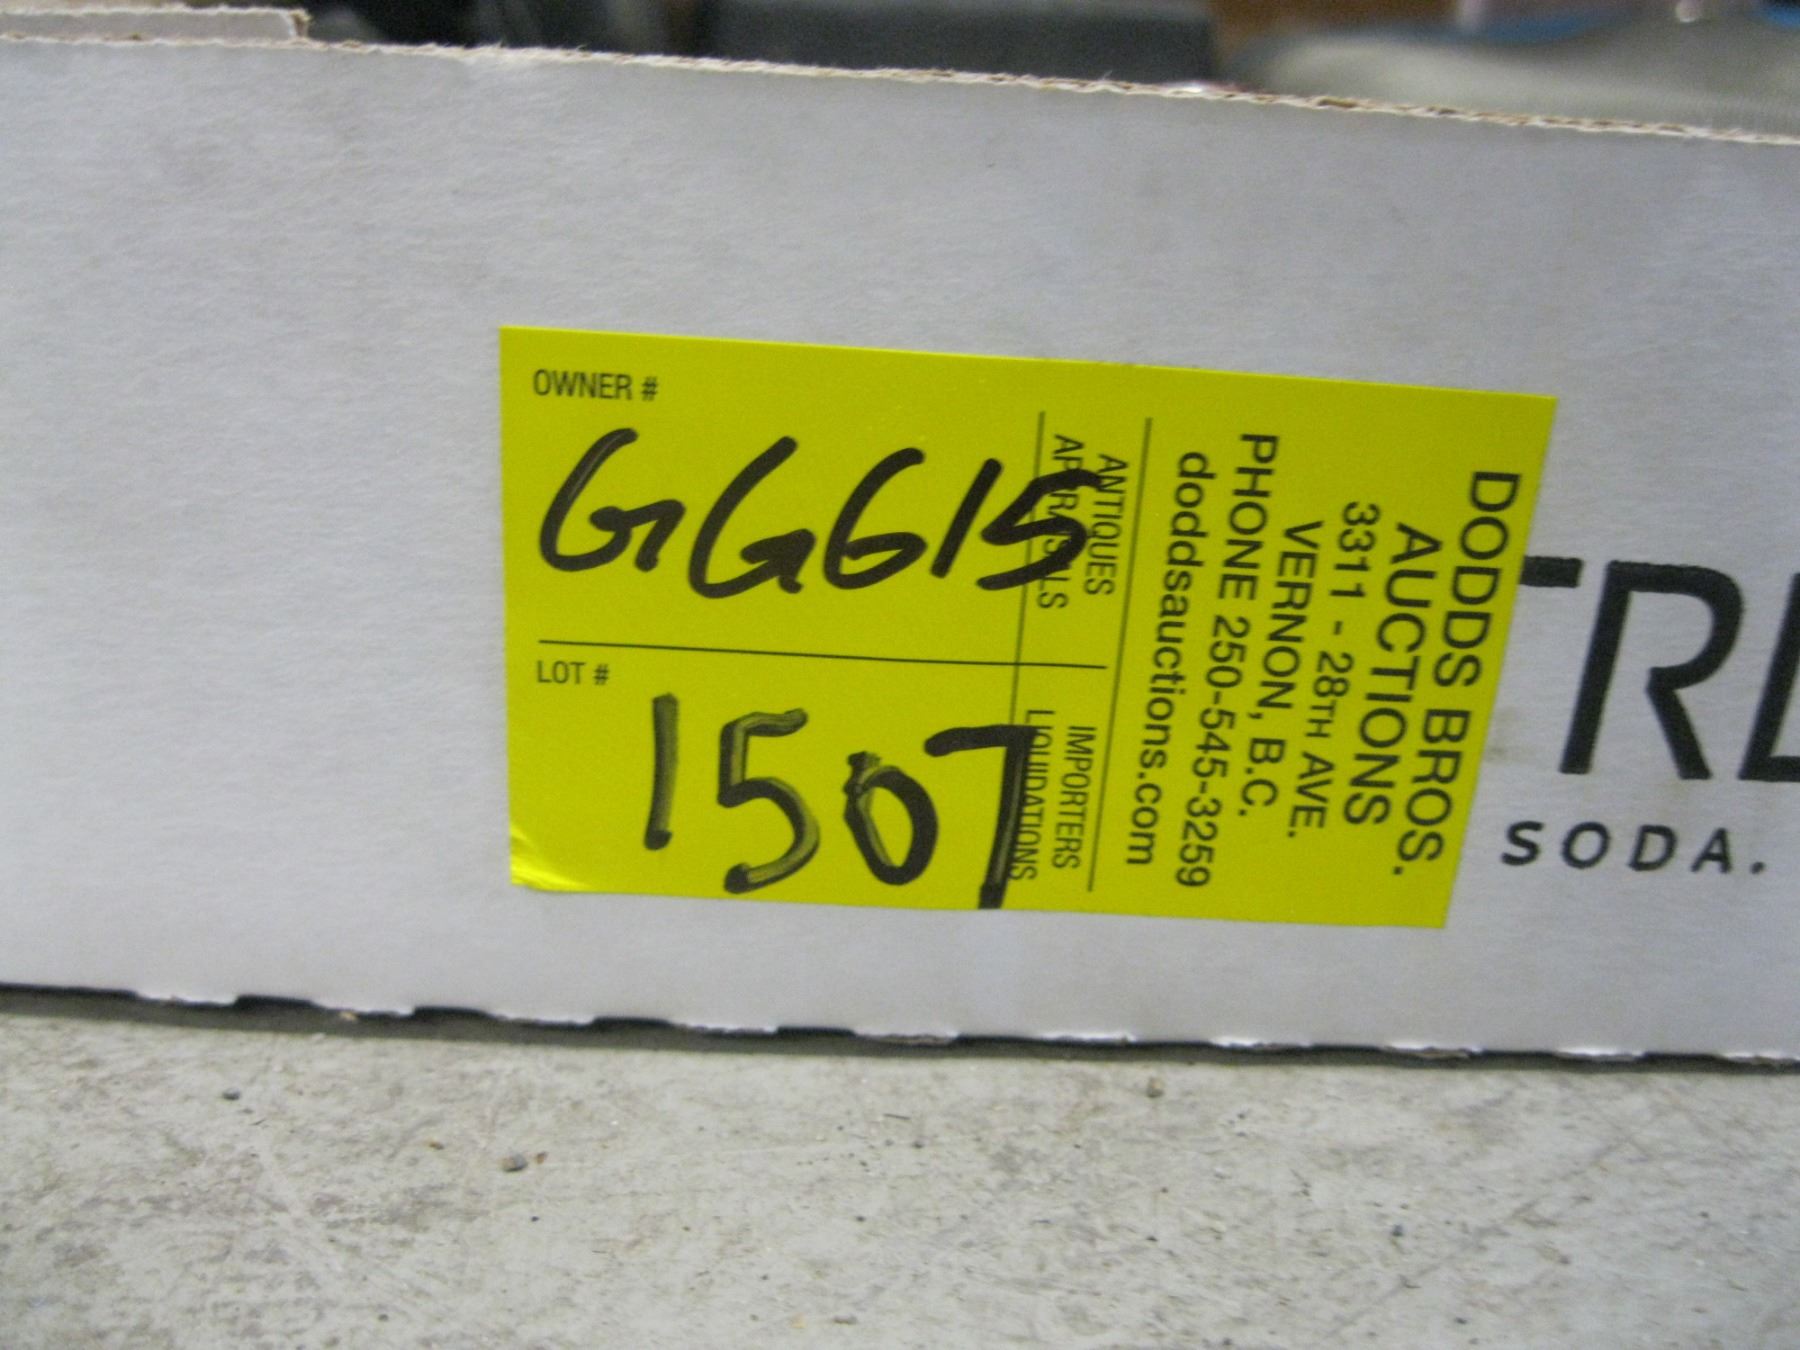 OWNER #
GG615
LOT #
1507
ANTIQUES
APPRAISALS
IMPORTERS
LIQUIDATIONS
DODDS BROS.
AUCTIONS
3311 - 28TH AVE.
VERNON, B.C.
PHONE 250-545-3259
doddsauctions.com
SODA.